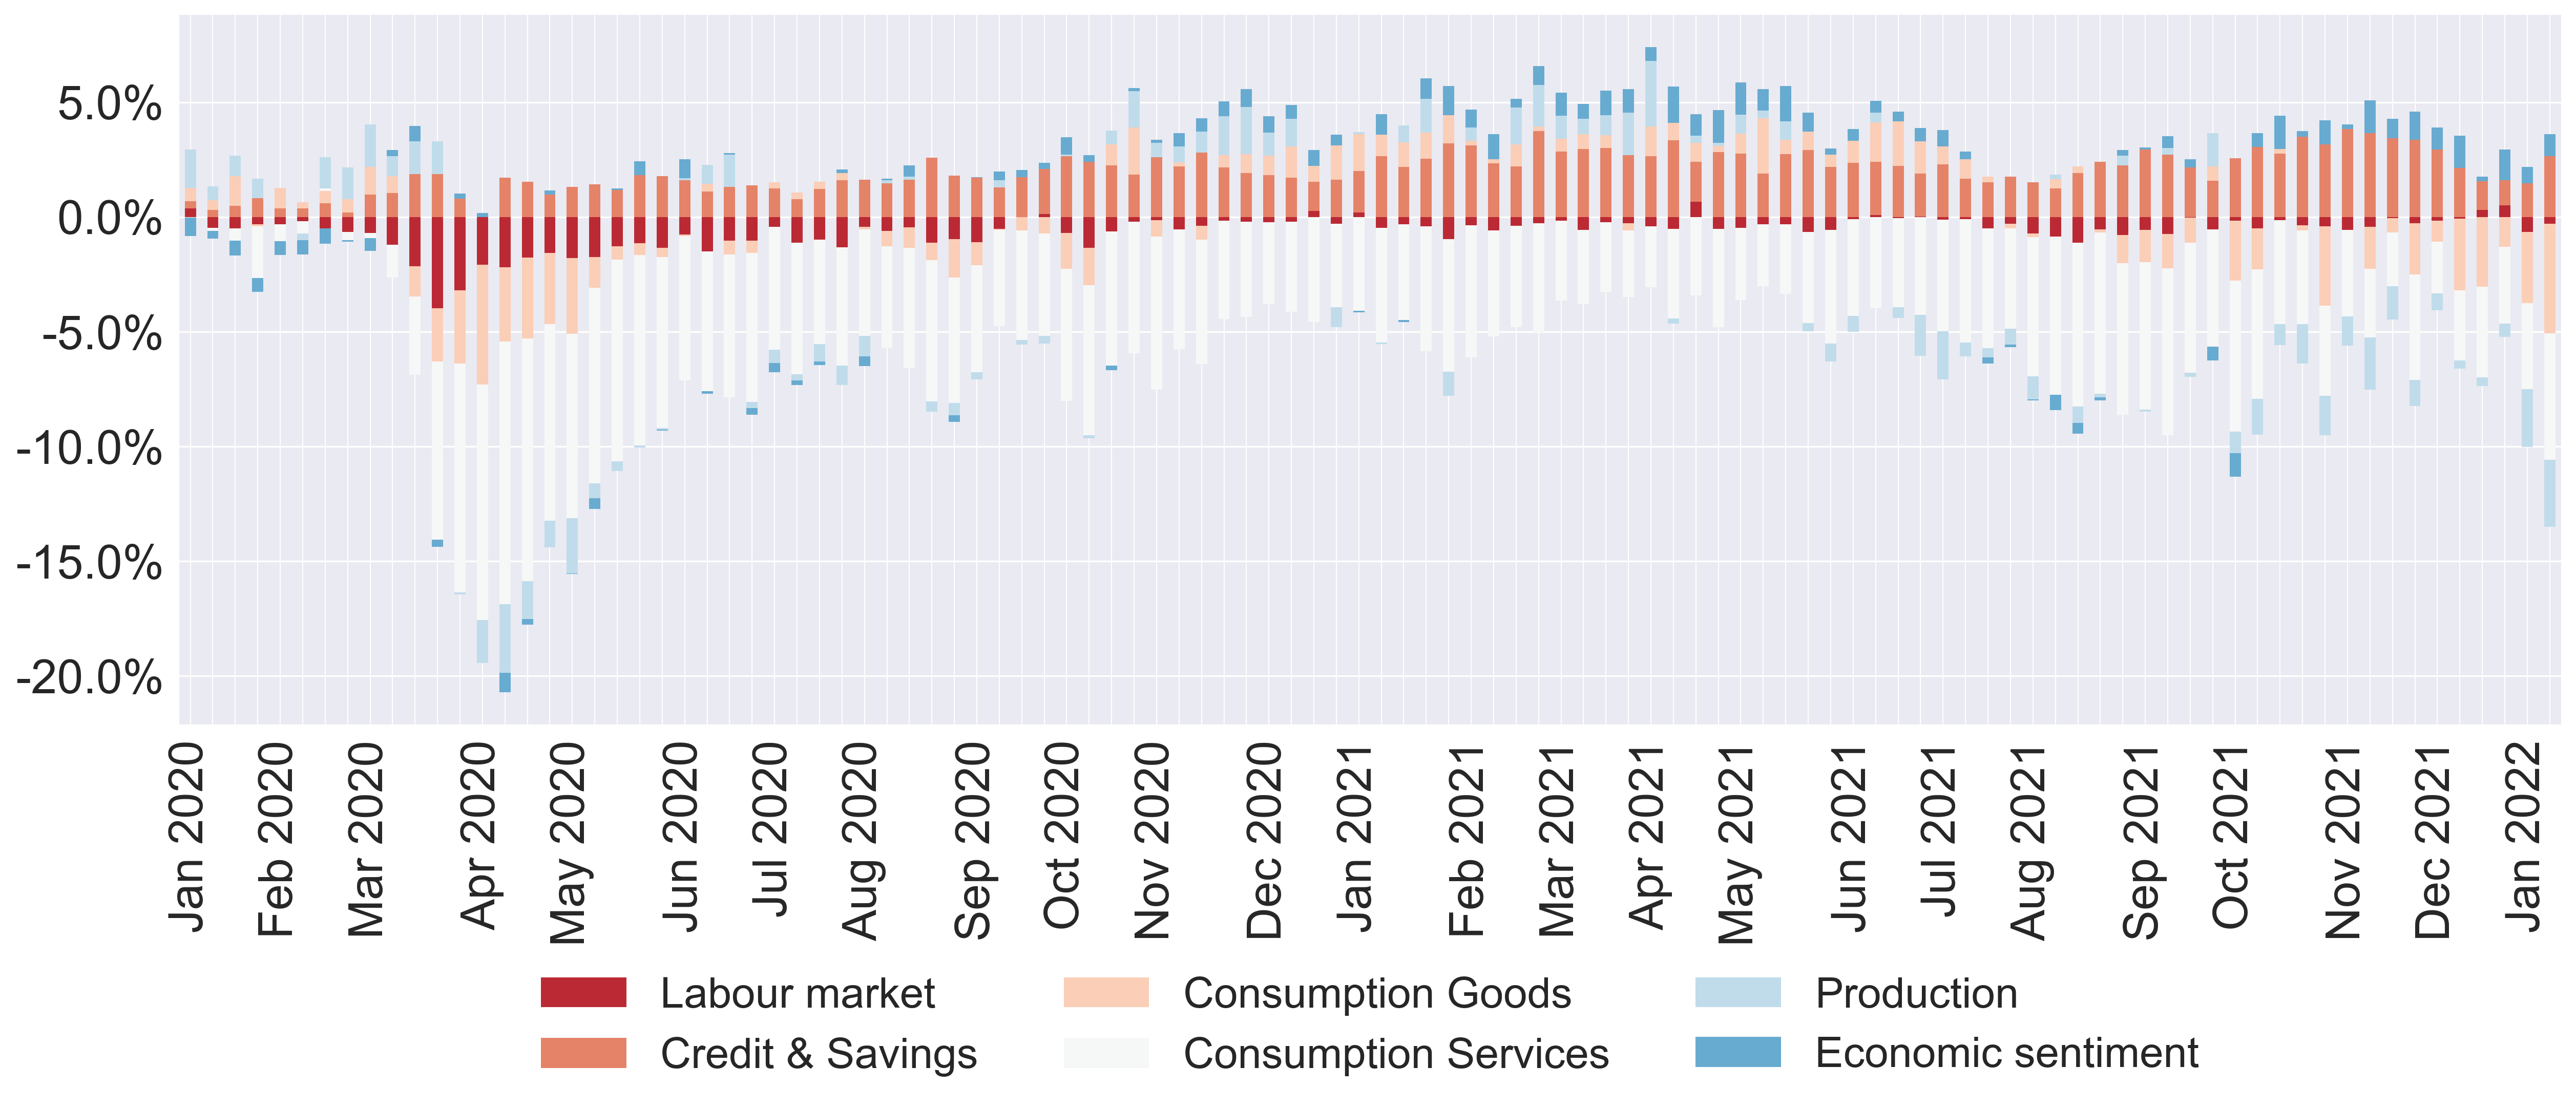 5.0%
0.0%
-5.0%
-10.0%
-15.0%
-20.0%
Jan 2020
Feb 2020
Mar 2020
Apr 2020
May 2020
Jun 2020
Jul 2020
Aug 2020
Sep 2020
Oct 2020
Nov 2020
Dec 2020
Jan 2021
Feb 2021
Mar 2021
Apr 2021
May 2021
Jun 2021
Jul 2021
Aug 2021
Sep 2021
Oct 2021
Nov 2021
Dec 2021
Jan 2022
Labour market
Credit & Savings
Consumption Goods
Consumption Services
Production
Economic sentiment